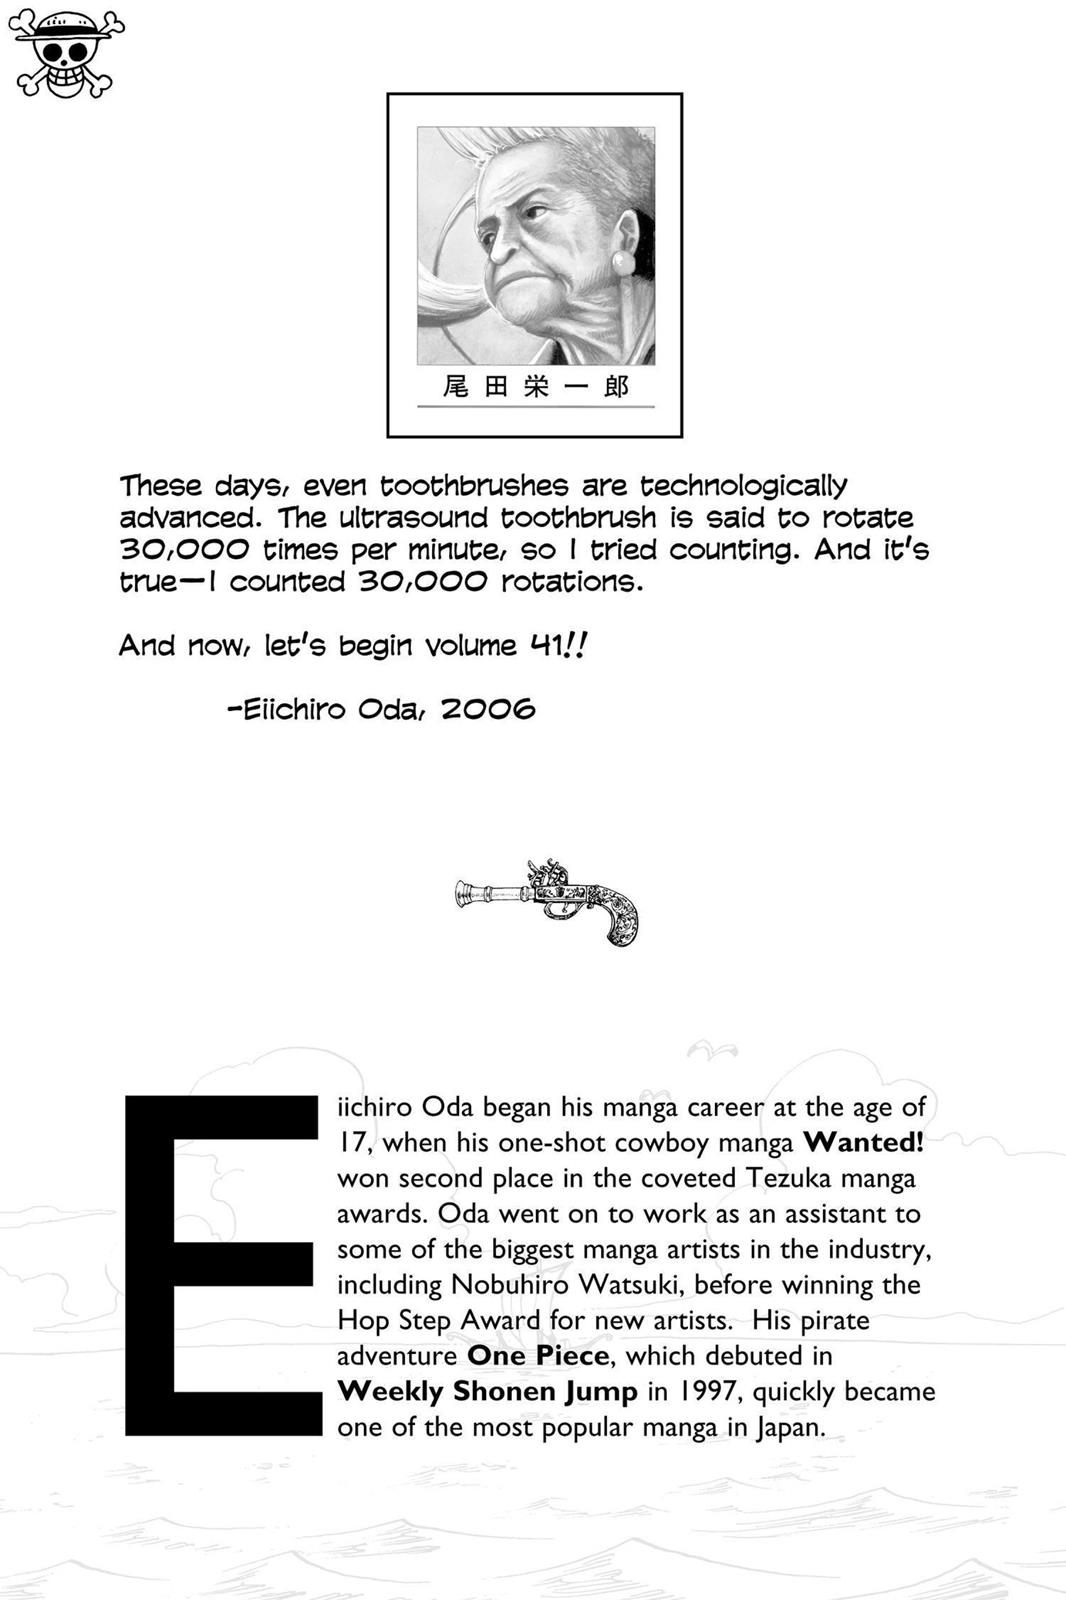 尾田栄一郎
These days, even toothbrushes are technologically
advanced. The ultrasound toothbrush is said to rotate
30,000 times per minute, so I tried counting. And it's
true—I counted 30,000 rotations.
And now, let's begin volume 41!!
-Eiichiro Oda, 2006
Eiichiro Oda began his manga career at the age of
17, when his one-shot cowboy manga Wanted!
won second place in the coveted Tezuka manga
awards. Oda went on to work as an assistant to
some of the biggest manga artists in the industry,
including Nobuhiro Watsuki, before winning the
Hop Step Award for new artists. His pirate
adventure One Piece, which debuted in
Weekly Shonen Jump in 1997, quickly became
one of the most popular manga in Japan.